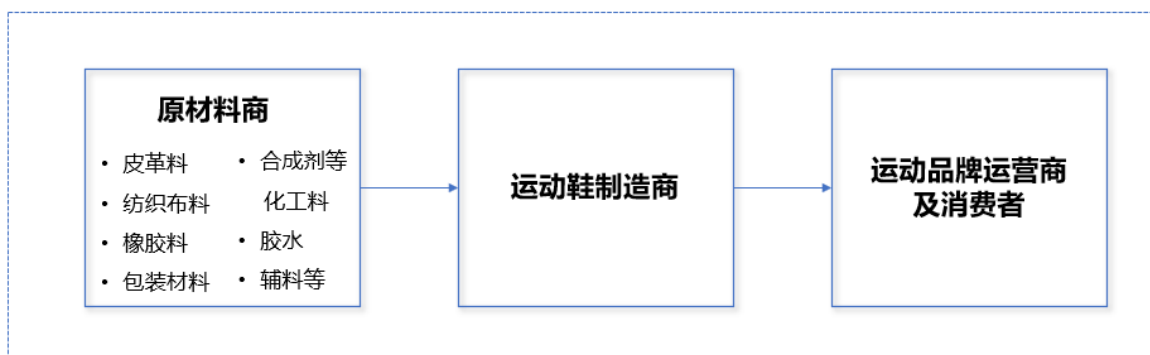 原材料商
• 皮革料
• 纺织布料
• 橡胶料
• 包装材料
• 合成剂等
化工料
• 胶水
• 辅料等
运动鞋制造商
运动品牌运营商
及消费者